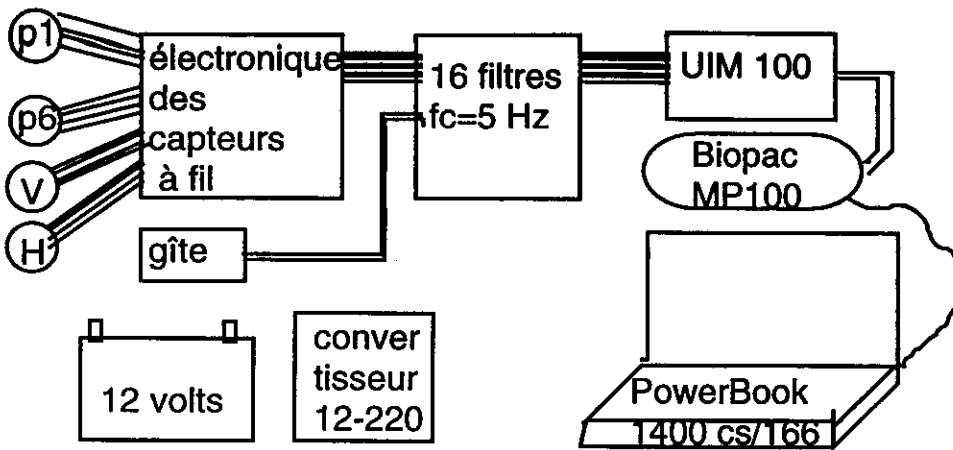 p1
p6
V
H
électronique
des
capteurs
à fil
gîte
16 filtres
fc=5 Hz
UIM 100
Biopac
MP100
12 volts
conver
tisseur
12-220
PowerBook
1400 cs/166